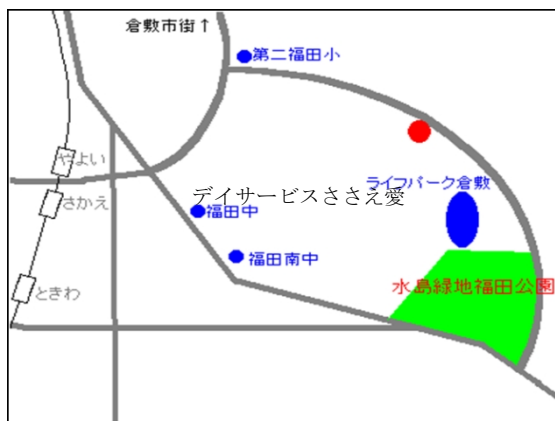 倉敷市街↑
第二福田小
やよい
ライフパーク倉敷
デイサービスささえ愛
さかえ
福田中
福田南中
水島緑地福田公園
ときわ